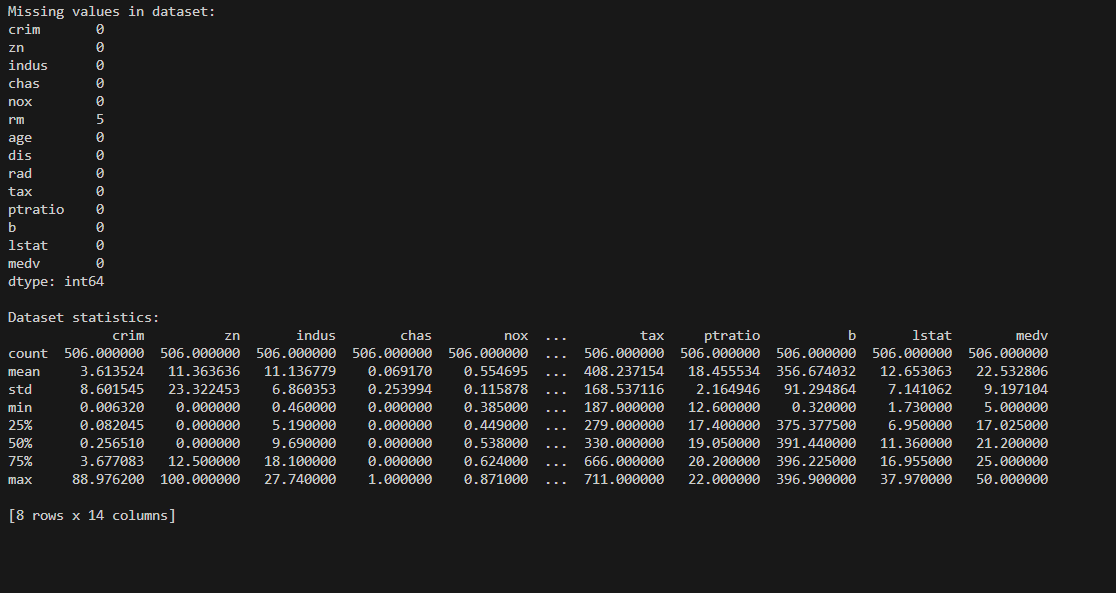 Missing values in dataset:
crim       0
zn         0
indus      0
chas       0
nox        0
rm         5
age        0
dis        0
rad        0
tax        0
ptratio    0
b          0
lstat      0
medv       0
dtype: int64

Dataset statistics:
             crim          zn       indus        chas         nox  ...         tax     ptratio           b       lstat        medv
count  506.000000  506.000000  506.000000  506.000000  506.000000  ...  506.000000  506.000000  506.000000  506.000000  506.000000
mean     3.613524   11.363636   11.136779    0.069170    0.554695  ...  408.237154   18.455534  356.674032   12.653063   22.532806
std      8.601545   23.322453    6.860353    0.253994    0.115878  ...  168.537116    2.164946   91.294864    7.141062    9.197104
min      0.006320    0.000000    0.460000    0.000000    0.385000  ...  187.000000   12.600000    0.320000    1.730000    5.000000
25%      0.082045    0.000000    5.190000    0.000000    0.449000  ...  279.000000   17.400000  375.377500    6.950000   17.025000
50%      0.256510    0.000000    9.690000    0.000000    0.538000  ...  330.000000   19.050000  391.440000   11.360000   21.200000
75%      3.677083   12.500000   18.100000    0.000000    0.624000  ...  666.000000   20.200000  396.225000   16.955000   25.000000
max     88.976200  100.000000   27.740000    1.000000    0.871000  ...  711.000000   22.000000  396.900000   37.970000   50.000000

[8 rows x 14 columns]